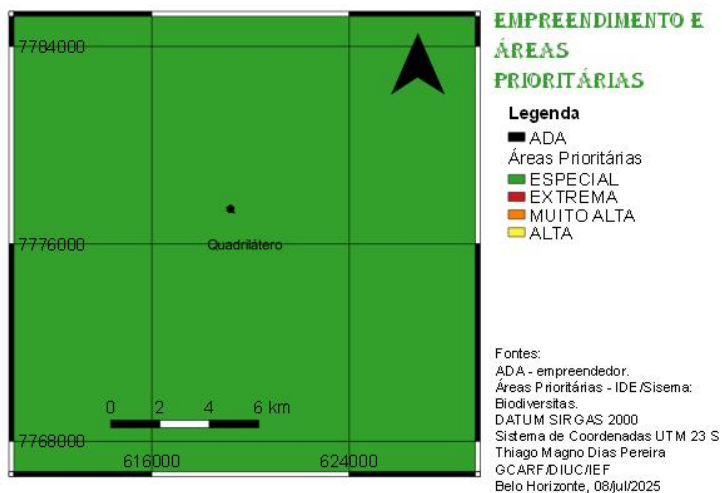 EMPREENDIMENTO E
ÁREAS
PRIORITÁRIAS
Legenda
ADA
Áreas Prioritárias
ESPECIAL
EXTREMA
MUITO ALTA
ALTA
7784000
7776000
Quadrilátero
0 2 4 6 km
7768000
616000 624000
Fontes:
ADA - empreendedor.
Áreas Prioritárias - IDE/Sisema:
Biodiversitas.
DATUM SIRGAS 2000
Sistema de Coordenadas UTM 23 S
Thiago Magno Dias Pereira
GCARF/DIUC/IEF
Belo Horizonte, 08/jul/2025